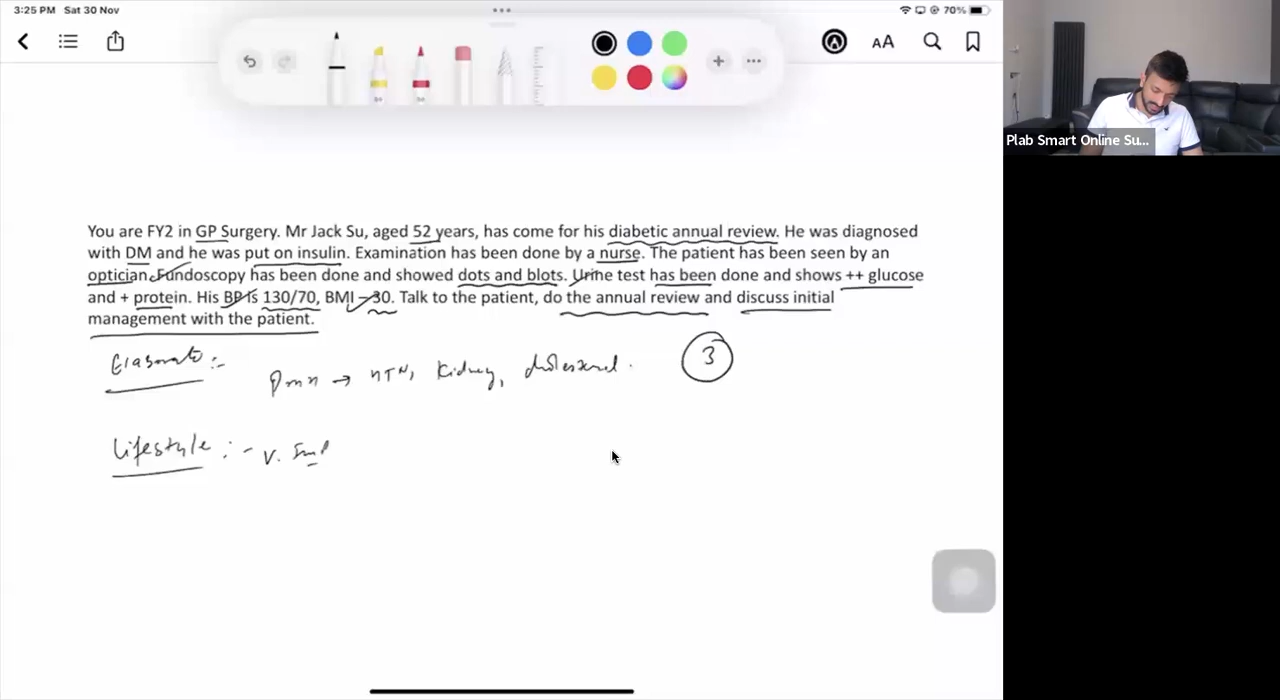 3:25 PM Sat 30 Nov
70%
AA
Plab Smart Online Su...
You are FY2 in GP Surgery. Mr Jack Su, aged 52 years, has come for his diabetic annual review. He was diagnosed
with DM and he was put on insulin. Examination has been done by a nurse. The patient has been seen by an
optician. Fundoscopy has been done and showed dots and blots. Urine test has been done and shows ++ glucose
and + protein. His BP is 130/70, BMI – 30. Talk to the patient, do the annual review and discuss initial
management with the patient.
Elaborate :-
Pmh → HTN, Kidney, cholesterol. 3
Lifestyle :- V. Imp